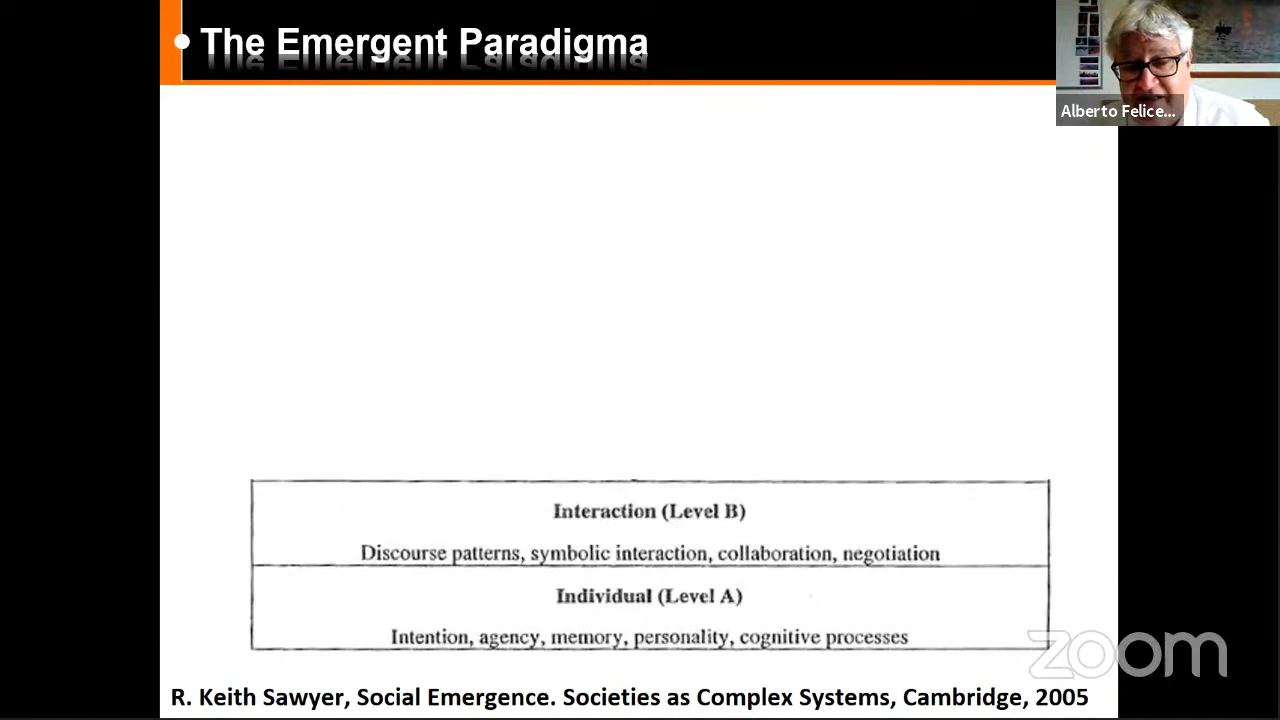 The Emergent Paradigma
Alberto Felice...
Interaction (Level B)
Discourse patterns, symbolic interaction, collaboration, negotiation
Individual (Level A)
Intention, agency, memory, personality, cognitive processes
zoom
R. Keith Sawyer, Social Emergence. Societies as Complex Systems, Cambridge, 2005